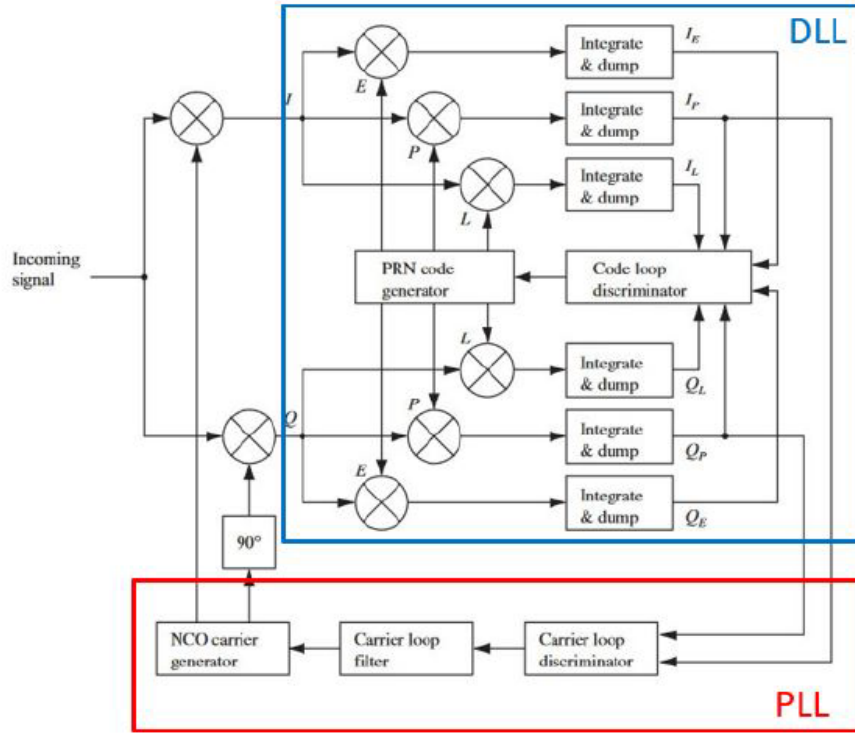 DLL
Integrate
& dump
I_E
E
I
Integrate
& dump
I_P
P
Integrate
& dump
I_L
L
Incoming
signal
PRN code
generator
Code loop
discriminator
L
Integrate
& dump
Q_L
P
Q
Integrate
& dump
Q_P
E
Integrate
& dump
Q_E
90°
NCO carrier
generator
Carrier loop
filter
Carrier loop
discriminator
PLL